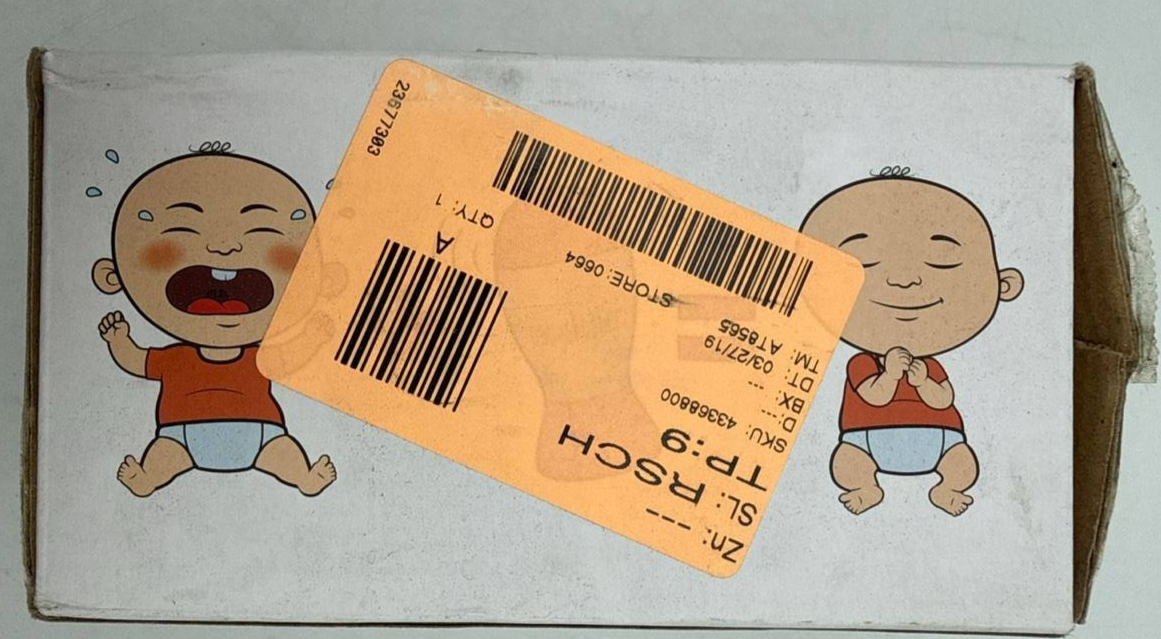 Zn: ---
SL: RSCH
TP:9
SKU: 43368800
D: ---
BX: ---
DT: 03/27/19
TM: AT8565
STORE: 0664
A
QTY: 1
23677303